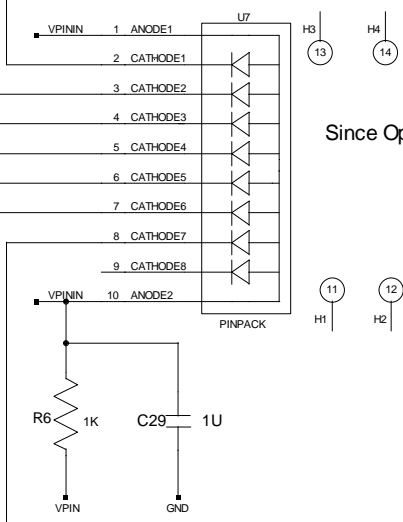 U7
VPININ 1 ANODE1
H3 H4
13 14
2 CATHODE1
3 CATHODE2
4 CATHODE3
Since Op
5 CATHODE4
6 CATHODE5
7 CATHODE6
8 CATHODE7
9 CATHODE8
VPININ 10 ANODE2
11 12
H1 H2
PINPACK
R6 1K C29 1U
VPIN GND